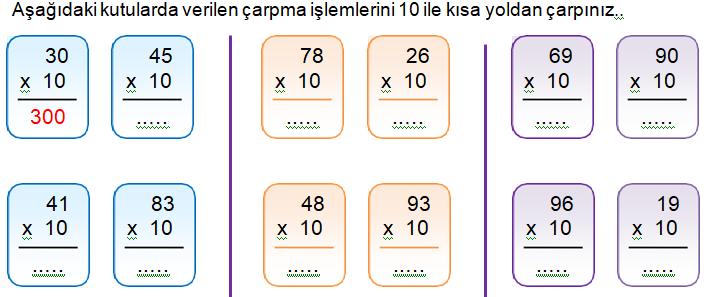 Aşağıdaki kutularda verilen çarpma işlemlerini 10 ile kısa yoldan çarpınız..
30 45 78 26 69 90
x 10 x 10 x 10 x 10 x 10 x 10
300 ..... ..... ..... ..... .....
41 83 48 93 96 19
x 10 x 10 x 10 x 10 x 10 x 10
..... ..... ..... ..... ..... .....